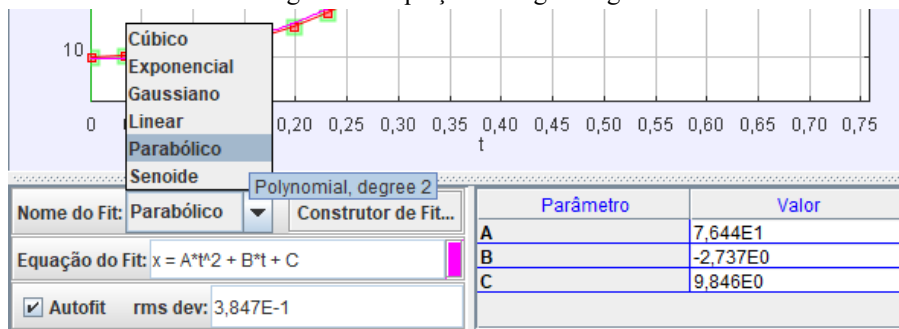 10
Cúbico
Exponencial
Gaussiano
Linear
Parabólico
Senoide
0 0,20 0,25 0,30 0,35 0,40 0,45 0,50 0,55 0,60 0,65 0,70 0,75
t
Polynomial, degree 2
Nome do Fit: Parabólico Construtor de Fit...
Equação do Fit: x = A*t^2 + B*t + C
Autofit rms dev: 3,847E-1
Parâmetro Valor
A 7,644E1
B -2,737E0
C 9,846E0